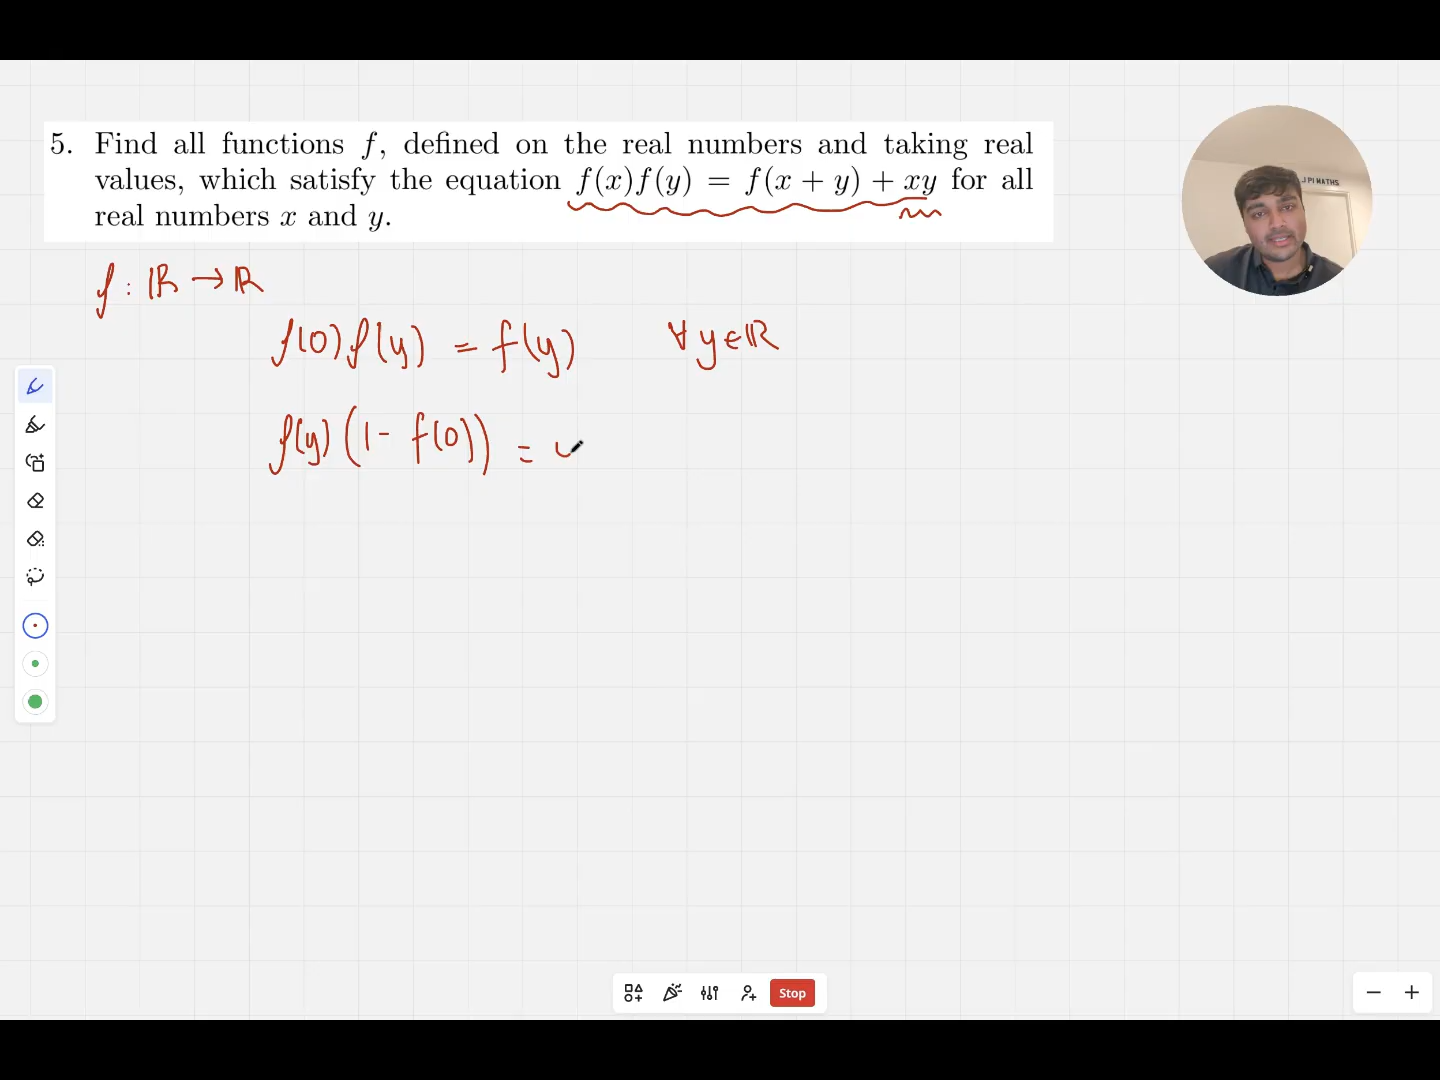 5. Find all functions f, defined on the real numbers and taking real
values, which satisfy the equation f(x)f(y) = f(x + y) + xy for all
real numbers x and y.
f : ℝ → ℝ
f(0) f(y) = f(y) ∀ y ∈ ℝ
f(y) (1 - f(0)) =
PI MATHS
Stop